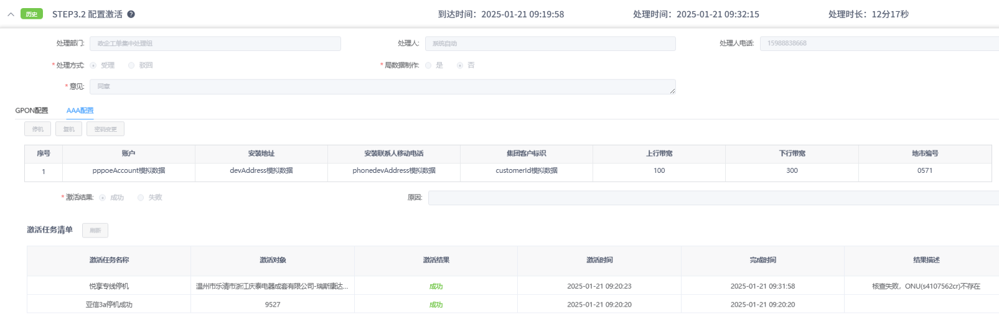 历史 STEP3.2 配置激活 ? 到达时间：2025-01-21 09:19:58 处理时间：2025-01-21 09:32:15 处理时长：12分17秒
处理部门: 政企工单集中处理组 处理人: 系统自动 处理人电话: 15988838668
* 处理方式: 受理 驳回 * 局数据制作: 是 否
* 意见: 同意
GPON配置 AAA配置
停机 复机 密码变更
序号 账户 安装地址 安装联系人移动电话 集团客户标识 上行带宽 下行带宽 地市编号
1 pppoeAccount模拟数据 devAddress模拟数据 phonedevAddress模拟数据 customerId模拟数据 100 300 0571
* 激活结果: 成功 失败 原因:
激活任务清单 刷新
激活任务名称 激活对象 激活结果 激活时间 完成时间 结果描述
悦享专线停机 温州市乐清市浙江庆泰电器成套有限公司-瑞斯康达... 成功 2025-01-21 09:20:23 2025-01-21 09:31:58 核查失败，ONU(s4107562cr)不存在
亚信3a停机成功 9527 成功 2025-01-21 09:20:20 2025-01-21 09:20:20